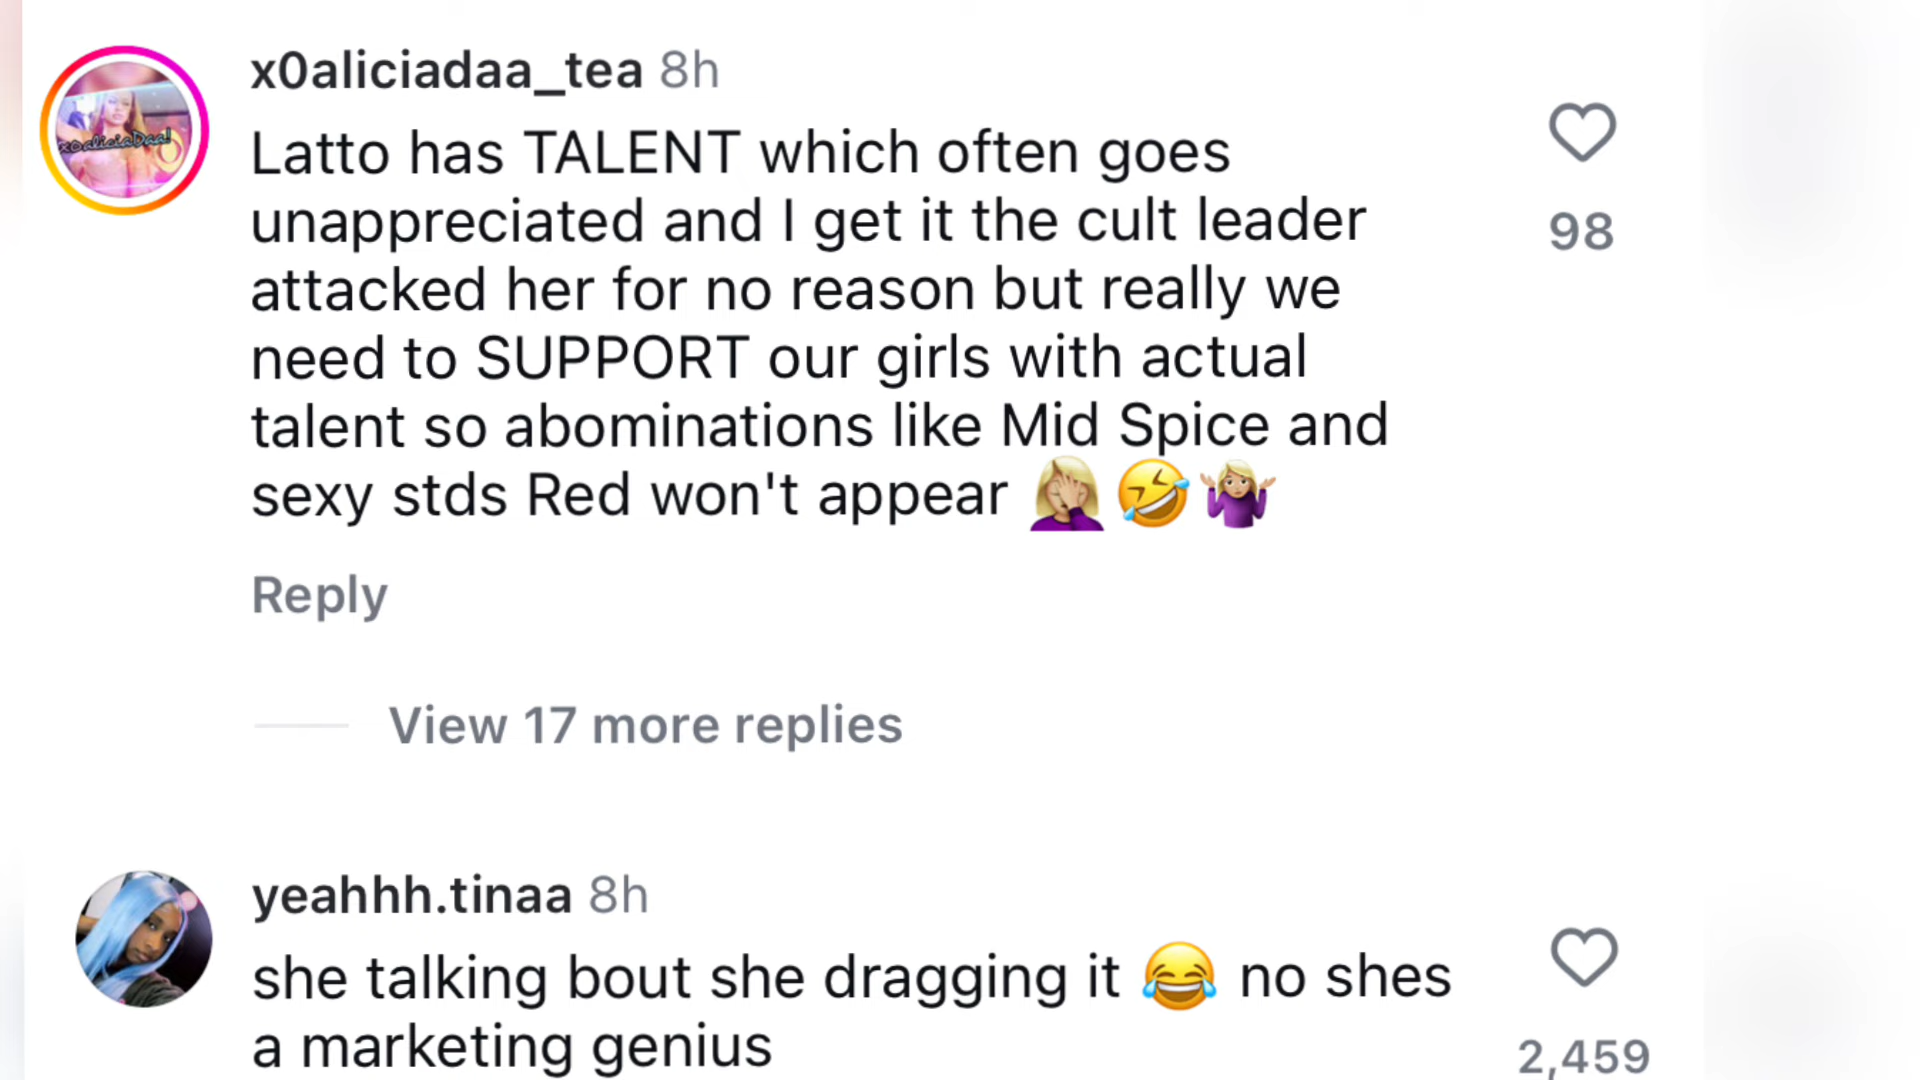 x0aliciadaa_tea 8h
Latto has TALENT which often goes
unappreciated and I get it the cult leader
attacked her for no reason but really we
need to SUPPORT our girls with actual
talent so abominations like Mid Spice and
sexy stds Red won't appear 🤦🏼‍♀️🤣🤷🏼‍♀️
98
Reply
View 17 more replies
yeahhh.tinaa 8h
she talking bout she dragging it 😂 no shes
a marketing genius
2,459
xoaliciaDaa!